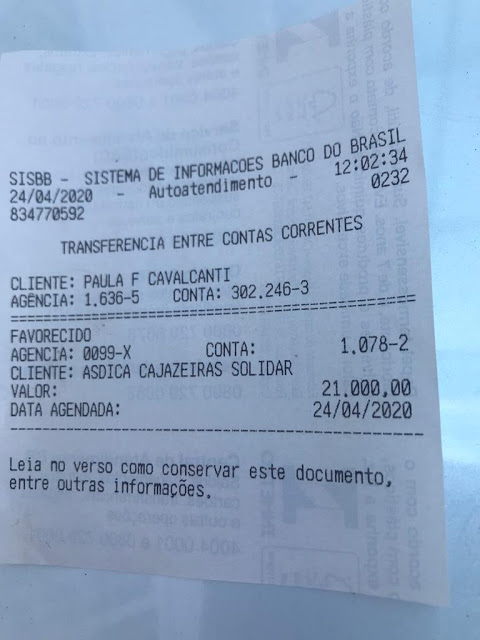 SISBB - SISTEMA DE INFORMACOES BANCO DO BRASIL
24/04/2020 - Autoatendimento - 12:02:34
834770592 0232
TRANSFERENCIA ENTRE CONTAS CORRENTES
CLIENTE: PAULA F CAVALCANTI
AGENCIA: 1.636-5 CONTA: 302.246-3
FAVORECIDO
AGENCIA: 0099-X CONTA: 1.078-2
CLIENTE: ASDICA CAJAZEIRAS SOLIDAR
VALOR: 21.000,00
DATA AGENDADA: 24/04/2020
Leia no verso como conservar este documento,
entre outras informações.